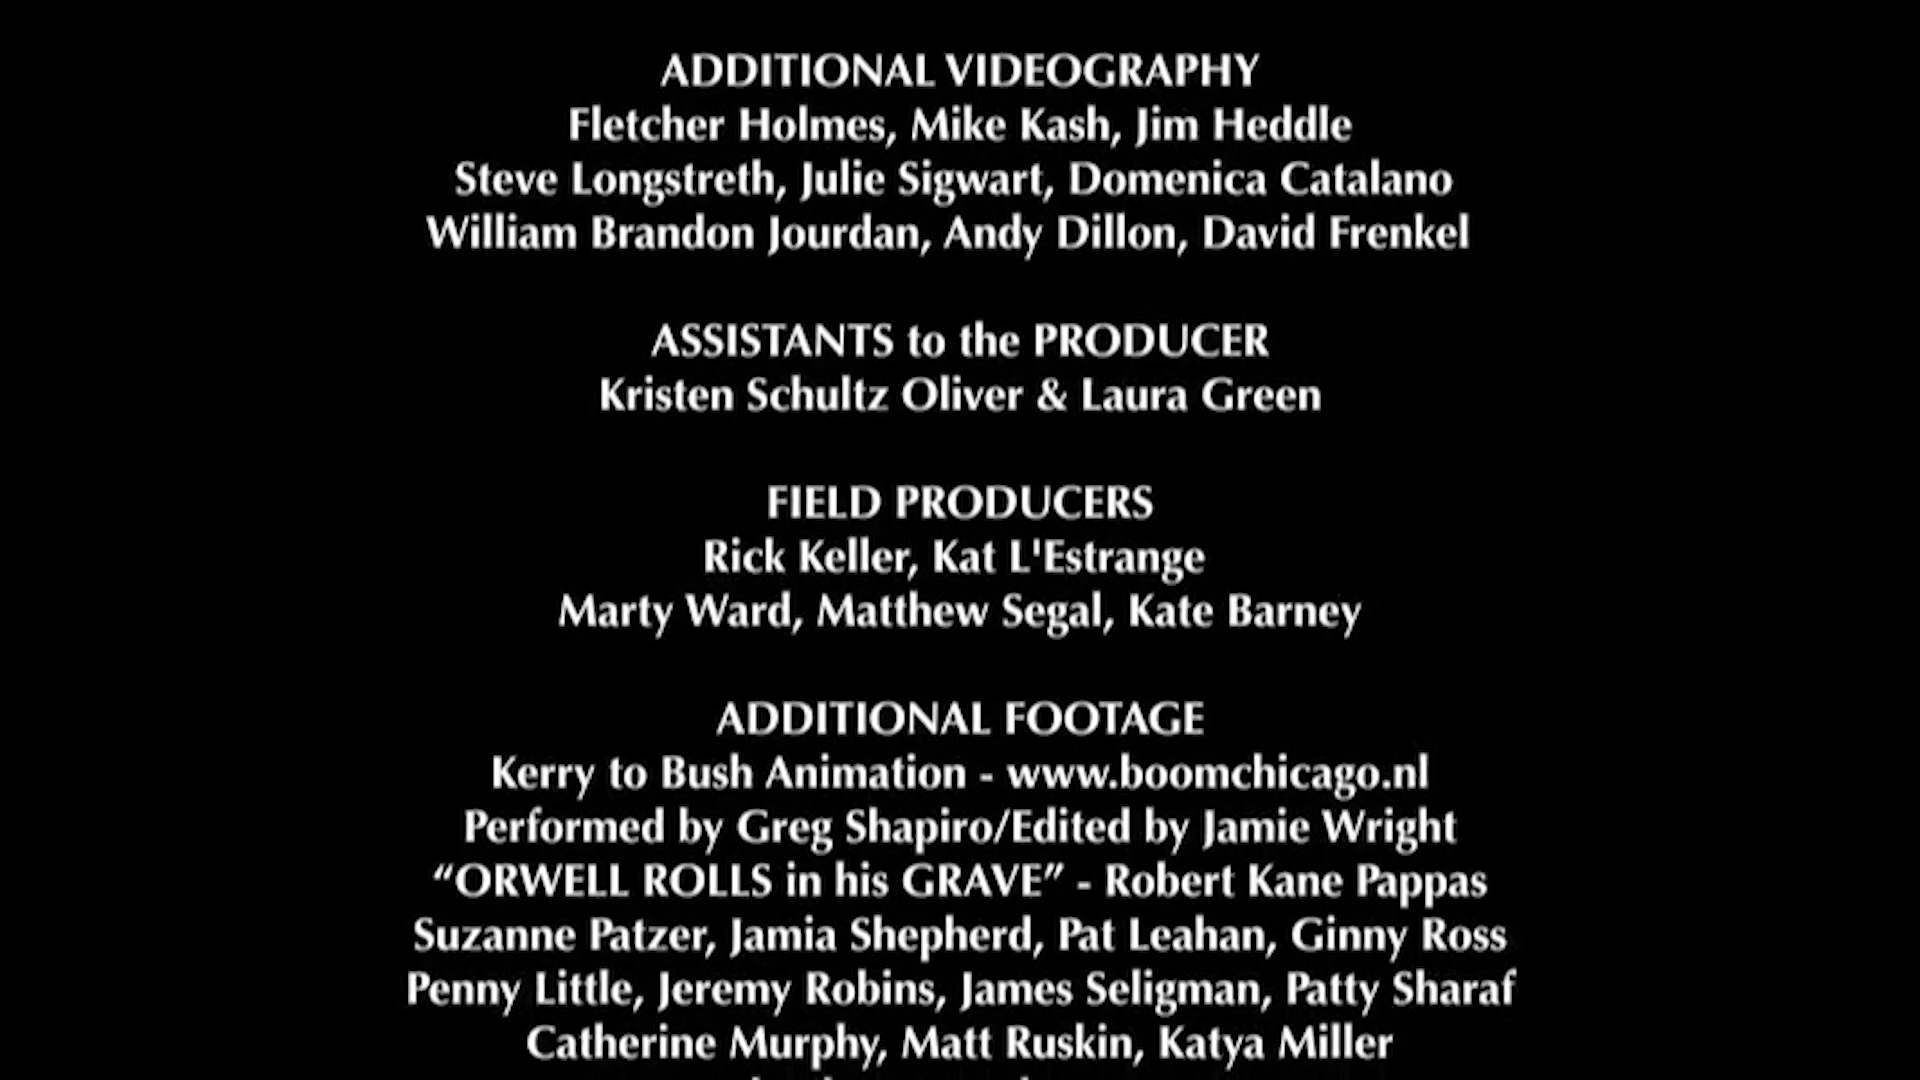 ADDITIONAL VIDEOGRAPHY
Fletcher Holmes, Mike Kash, Jim Heddle
Steve Longstreth, Julie Sigwart, Domenica Catalano
William Brandon Jourdan, Andy Dillon, David Frenkel
ASSISTANTS to the PRODUCER
Kristen Schultz Oliver & Laura Green
FIELD PRODUCERS
Rick Keller, Kat L'Estrange
Marty Ward, Matthew Segal, Kate Barney
ADDITIONAL FOOTAGE
Kerry to Bush Animation - www.boomchicago.nl
Performed by Greg Shapiro/Edited by Jamie Wright
“ORWELL ROLLS in his GRAVE” - Robert Kane Pappas
Suzanne Patzer, Jamia Shepherd, Pat Leahan, Ginny Ross
Penny Little, Jeremy Robins, James Seligman, Patty Sharaf
Catherine Murphy, Matt Ruskin, Katya Miller